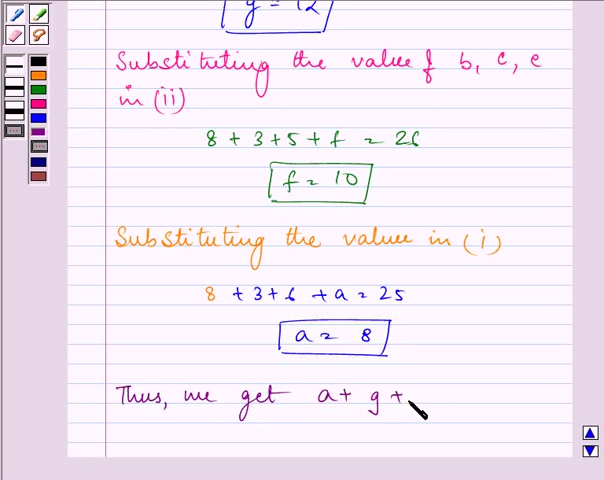 g = 12
Substituting the value of b, c, e
in (ii)
8 + 3 + 5 + f = 26
f = 10
Substituting the value in (i)
8 + 3 + 6 + a = 25
a = 8
Thus, we get a + g +